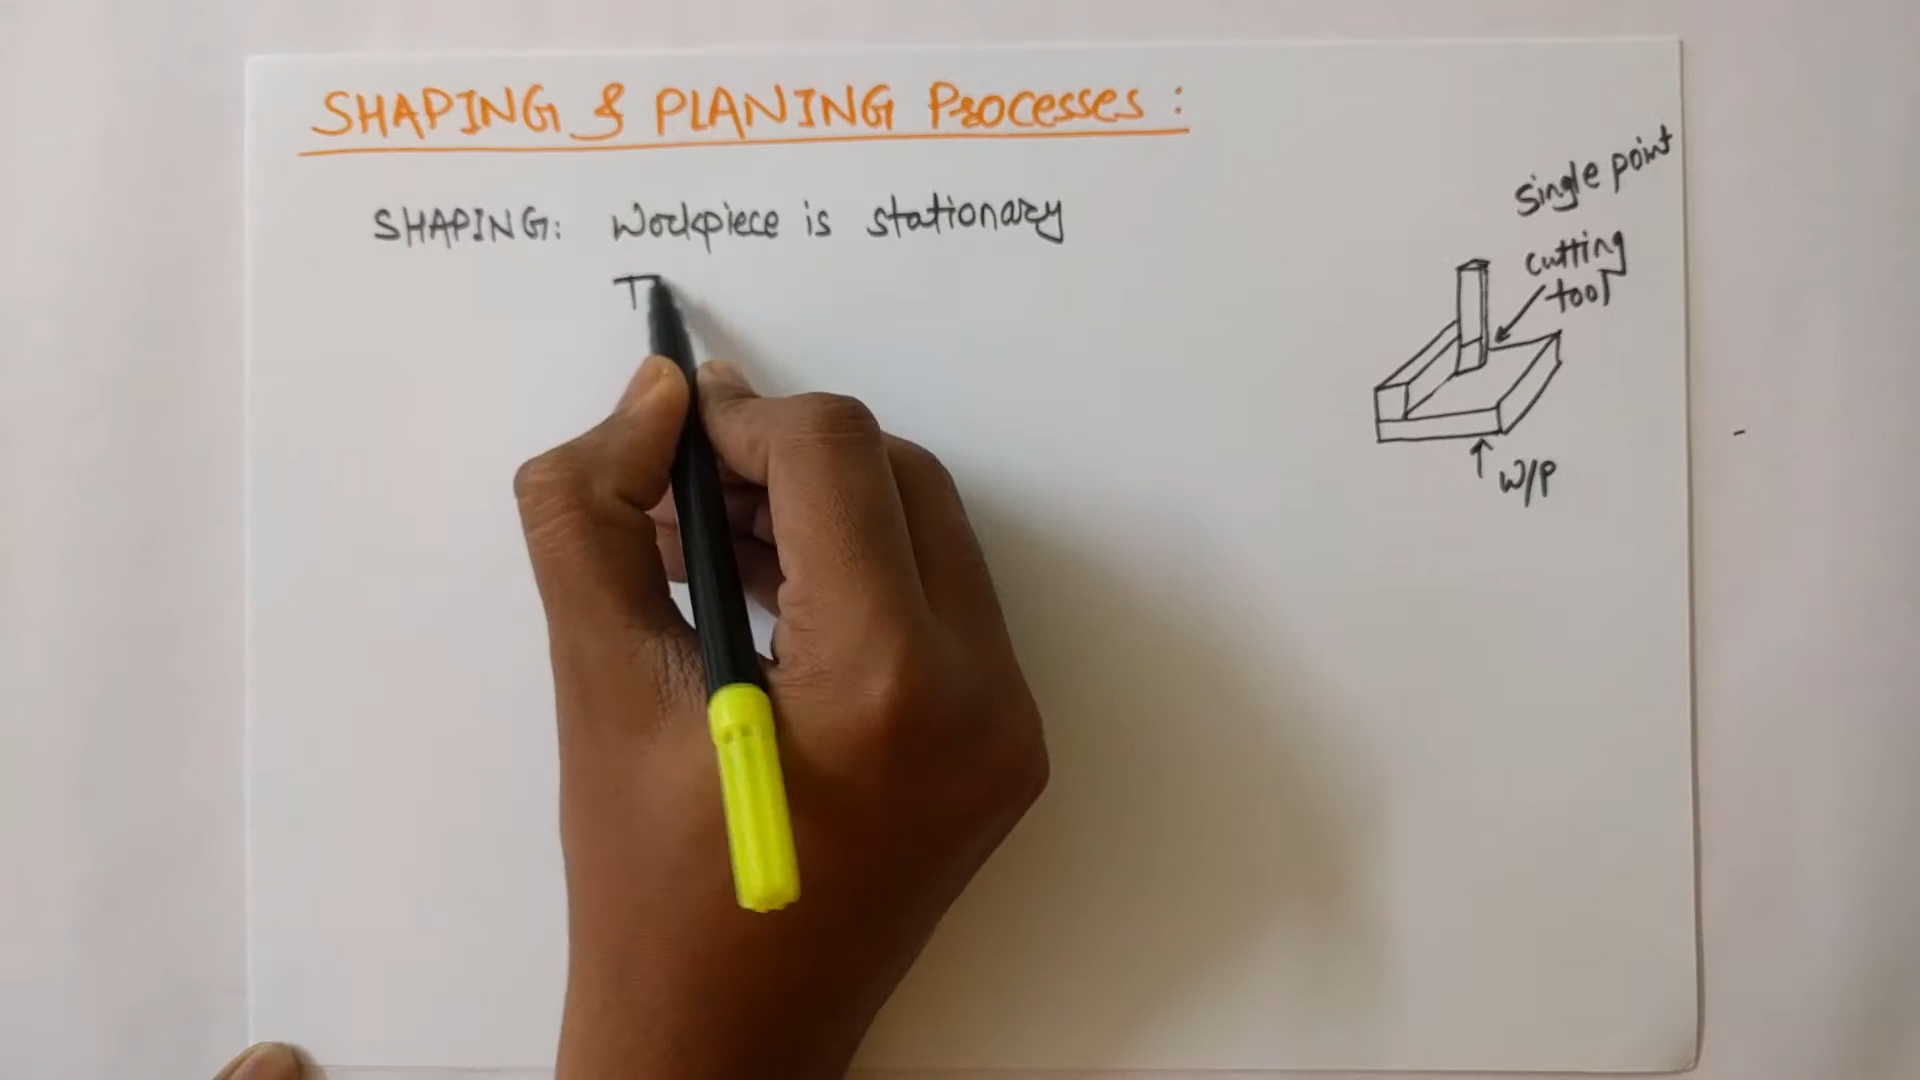 SHAPING & PLANING Processes :
SHAPING: Workpiece is stationary
T
Single point
cutting
tool
W/P